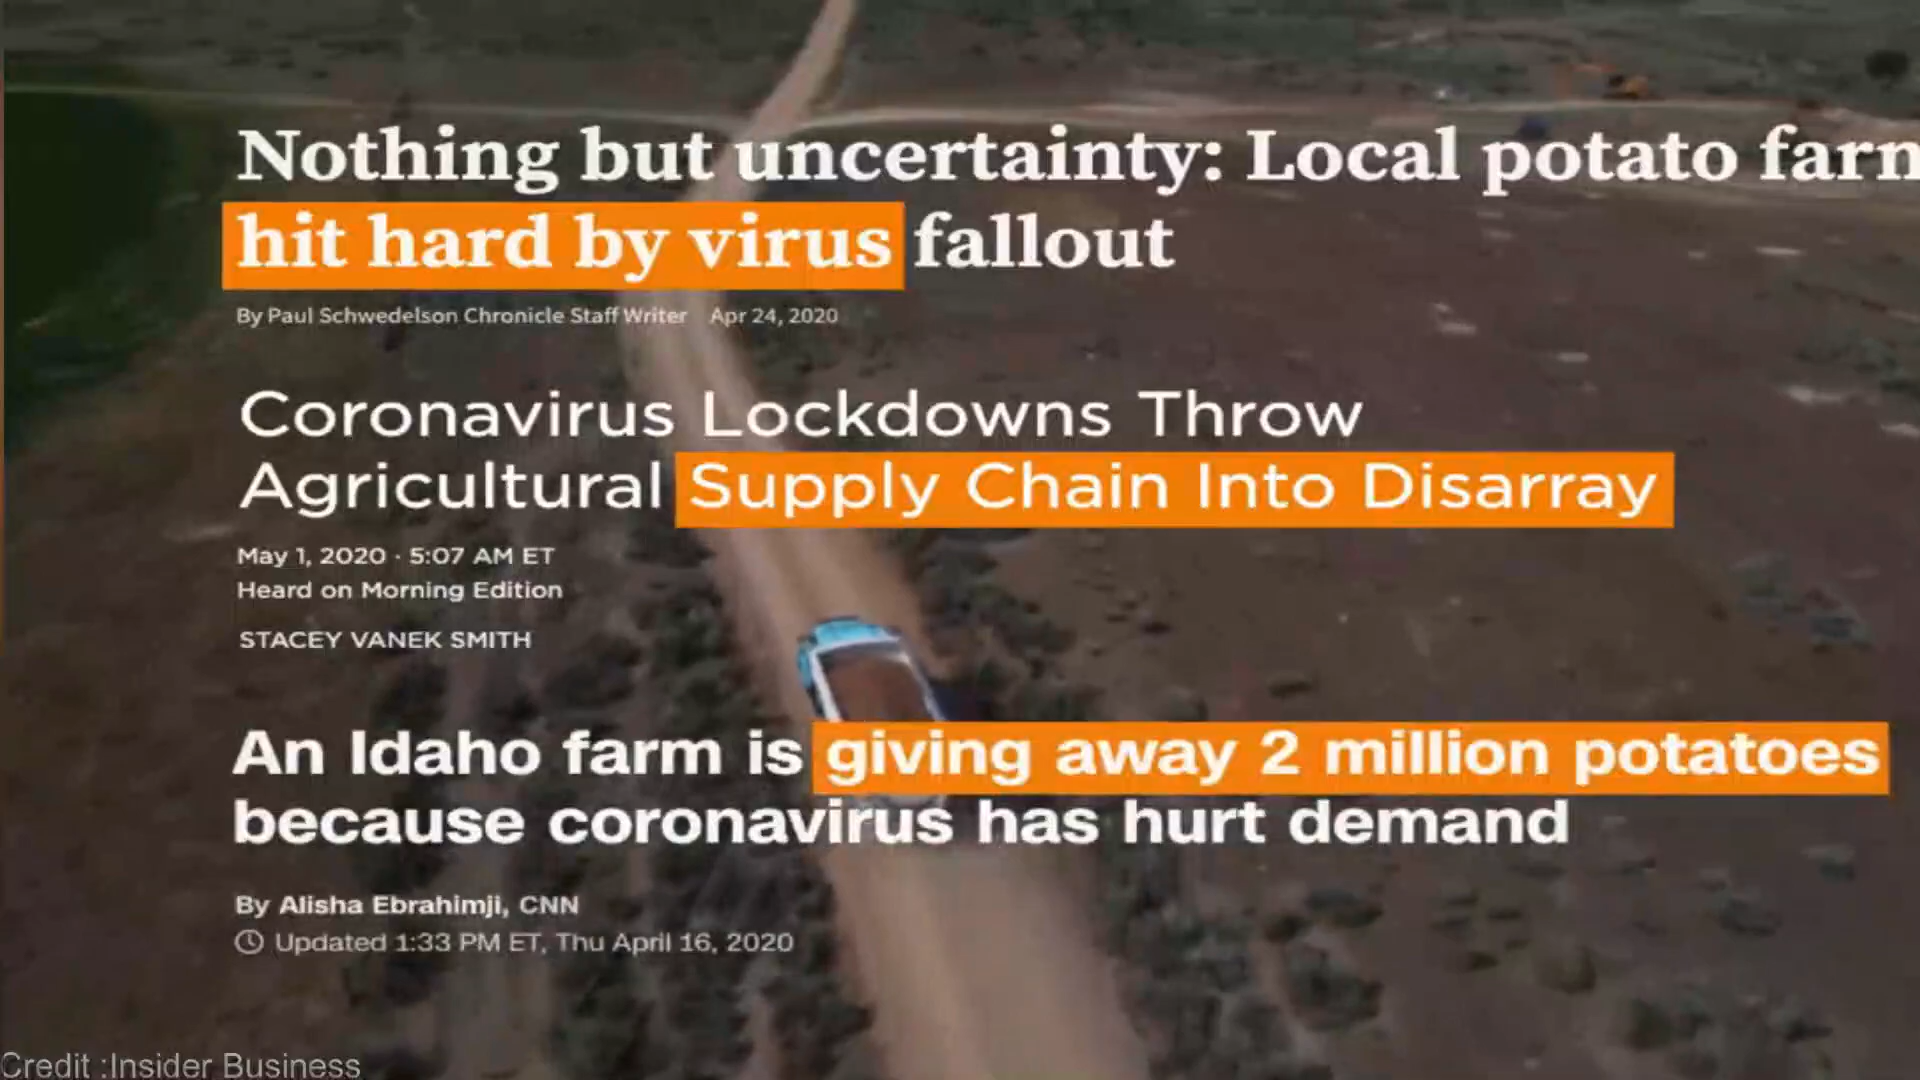 Nothing but uncertainty: Local potato farm
hit hard by virus fallout
By Paul Schwedelson Chronicle Staff Writer Apr 24, 2020
Coronavirus Lockdowns Throw
Agricultural Supply Chain Into Disarray
May 1, 2020 · 5:07 AM ET
Heard on Morning Edition
STACEY VANEK SMITH
An Idaho farm is giving away 2 million potatoes
because coronavirus has hurt demand
By Alisha Ebrahimji, CNN
Updated 1:33 PM ET, Thu April 16, 2020
Credit :Insider Business